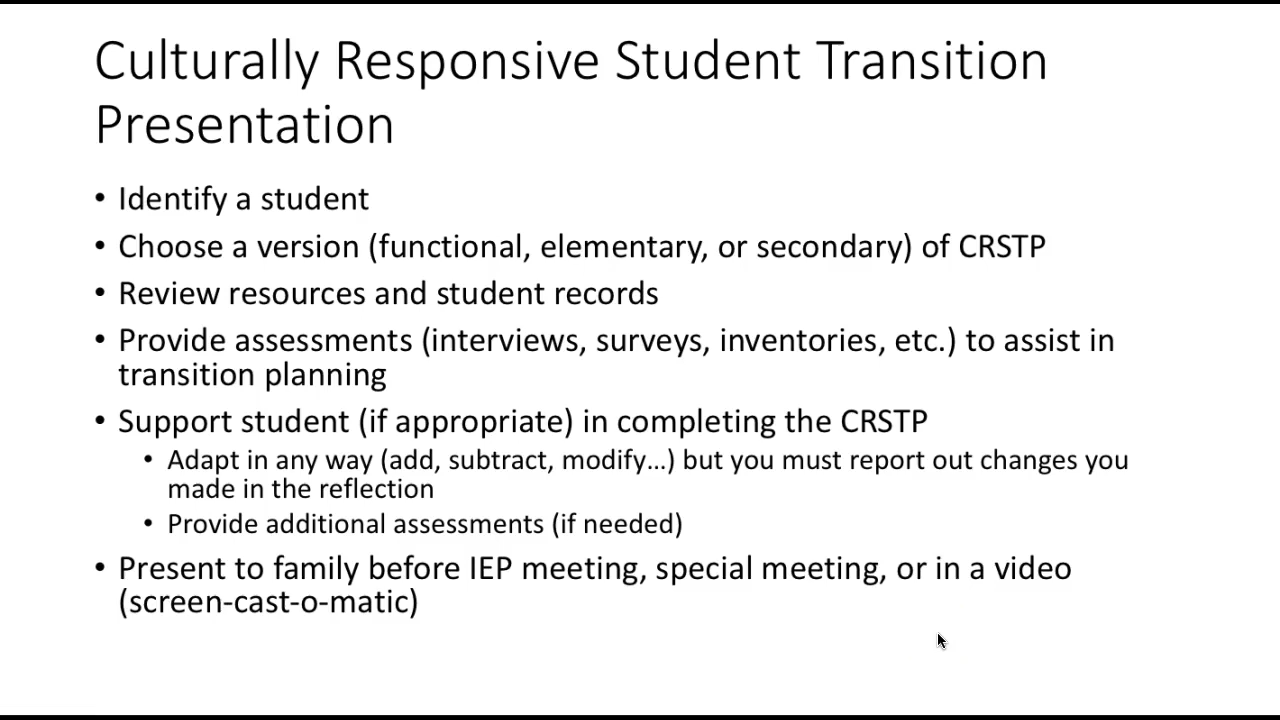 Culturally Responsive Student Transition
Presentation
• Identify a student
• Choose a version (functional, elementary, or secondary) of CRSTP
• Review resources and student records
• Provide assessments (interviews, surveys, inventories, etc.) to assist in
transition planning
• Support student (if appropriate) in completing the CRSTP
• Adapt in any way (add, subtract, modify…) but you must report out changes you
made in the reflection
• Provide additional assessments (if needed)
• Present to family before IEP meeting, special meeting, or in a video
(screen-cast-o-matic)